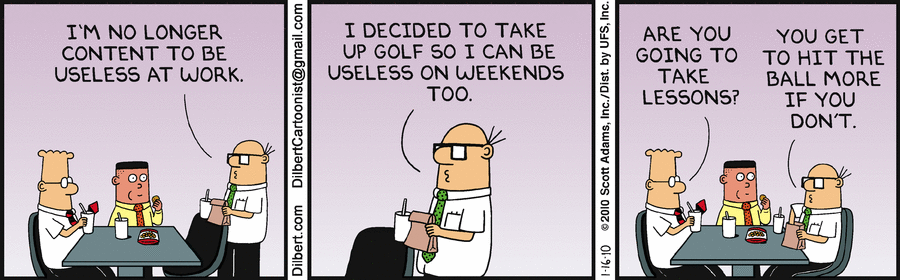 I'M NO LONGER
CONTENT TO BE
USELESS AT WORK.
Dilbert.com DilbertCartoonist@gmail.com
I DECIDED TO TAKE
UP GOLF SO I CAN BE
USELESS ON WEEKENDS
TOO.
1-16-10 ©2010 Scott Adams, Inc./Dist. by UFS, Inc.
ARE YOU
GOING TO
TAKE
LESSONS?
YOU GET
TO HIT THE
BALL MORE
IF YOU
DON'T.